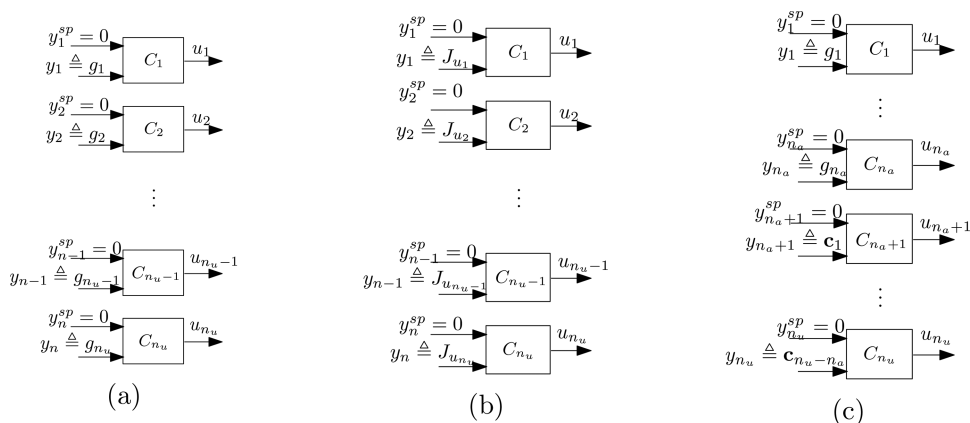 y_1^{sp} = 0
y_1 ≜ g_1
C_1
u_1
y_2^{sp} = 0
y_2 ≜ g_2
C_2
u_2
⋮
y_{n-1}^{sp} = 0
y_{n-1} ≜ g_{n_u-1}
C_{n_u-1}
u_{n_u-1}
y_n^{sp} = 0
y_n ≜ g_{n_u}
C_{n_u}
u_{n_u}
(a)
y_1^{sp} = 0
y_1 ≜ J_{u_1}
C_1
u_1
y_2^{sp} = 0
y_2 ≜ J_{u_2}
C_2
u_2
⋮
y_{n-1}^{sp} = 0
y_{n-1} ≜ J_{u_{n_u-1}}
C_{n_u-1}
u_{n_u-1}
y_n^{sp} = 0
y_n ≜ J_{u_{n_u}}
C_{n_u}
u_{n_u}
(b)
y_1^{sp} = 0
y_1 ≜ g_1
C_1
u_1
⋮
y_{n_a}^{sp} = 0
y_{n_a} ≜ g_{n_a}
C_{n_a}
u_{n_a}
y_{n_a+1}^{sp} = 0
y_{n_a+1} ≜ c_1
C_{n_a+1}
u_{n_a+1}
⋮
y_{n_u}^{sp} = 0
y_{n_u} ≜ c_{n_u-n_a}
C_{n_u}
u_{n_u}
(c)